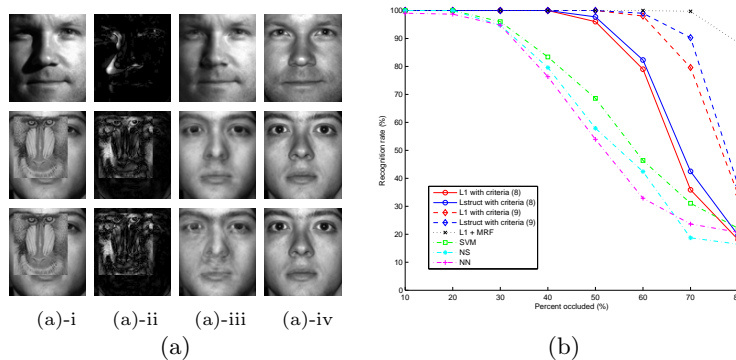 100
90
80
70
60
50
40
30
20
10
0
Recognition rate (%)
L1 with criteria (8)
Lstruct with criteria (8)
L1 with criteria (9)
Lstruct with criteria (9)
L1 + MRF
SVM
NS
NN
10 20 30 40 50 60 70
Percent occluded (%)
(a)-i (a)-ii (a)-iii (a)-iv
(a) (b)